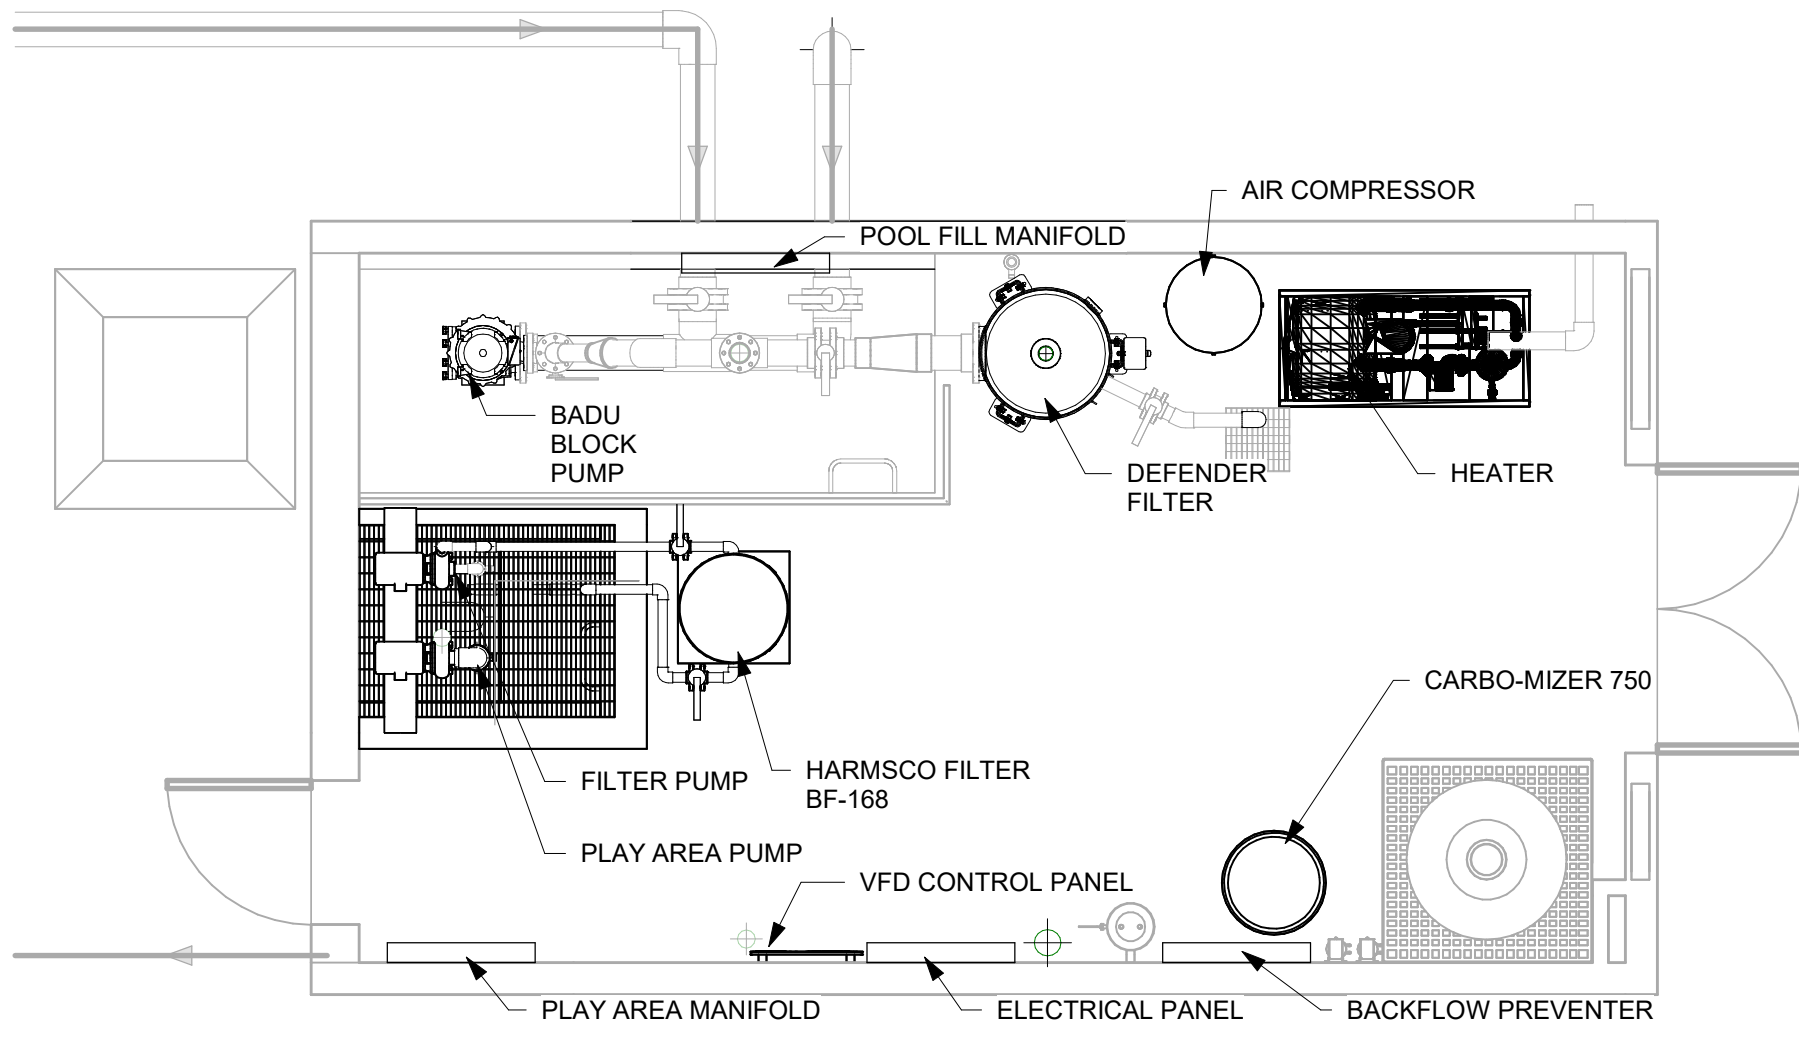 AIR COMPRESSOR
POOL FILL MANIFOLD
BADU
BLOCK
PUMP
DEFENDER
FILTER
HEATER
CARBO-MIZER 750
FILTER PUMP
HARMSCO FILTER
BF-168
PLAY AREA PUMP
VFD CONTROL PANEL
PLAY AREA MANIFOLD
ELECTRICAL PANEL
BACKFLOW PREVENTER